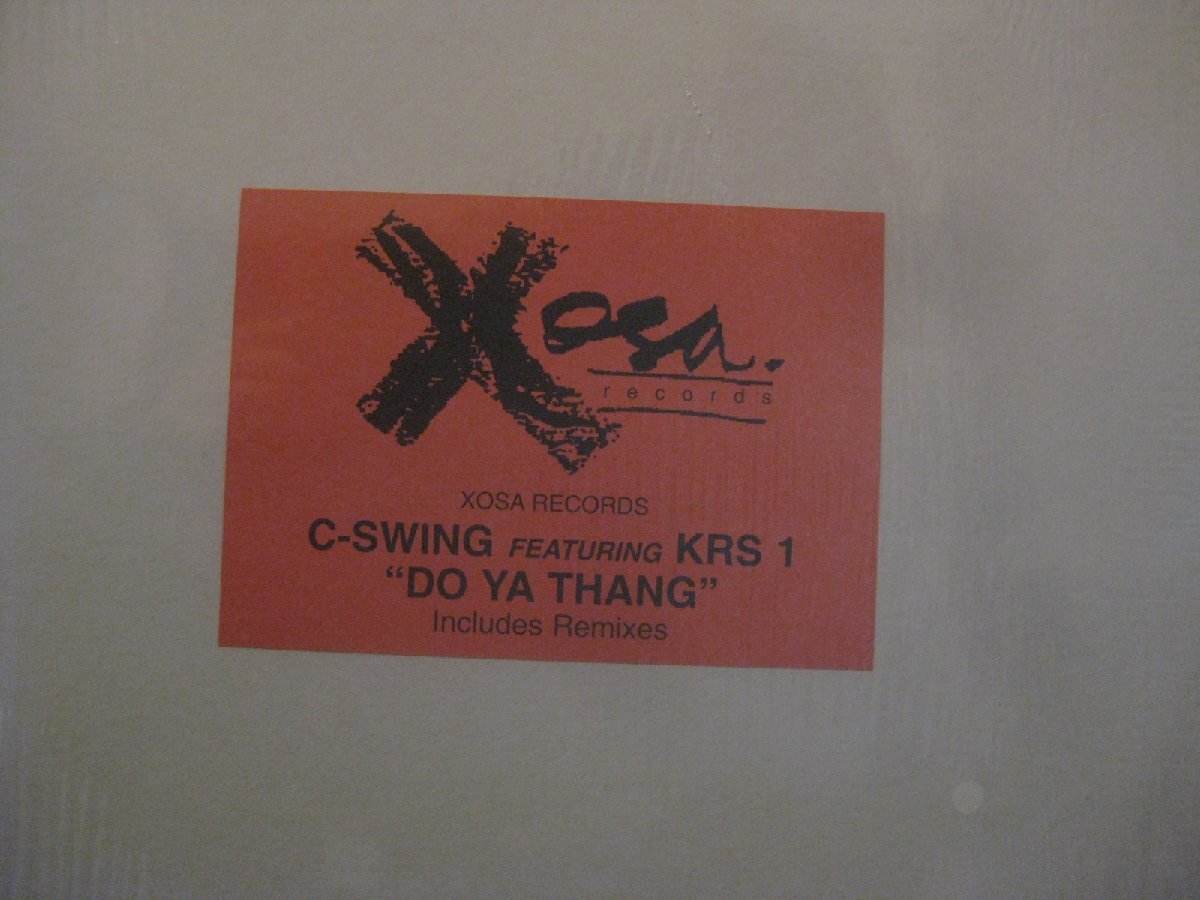 Xosa.
records
XOSA RECORDS
C-SWING FEATURING KRS 1
“DO YA THANG”
Includes Remixes